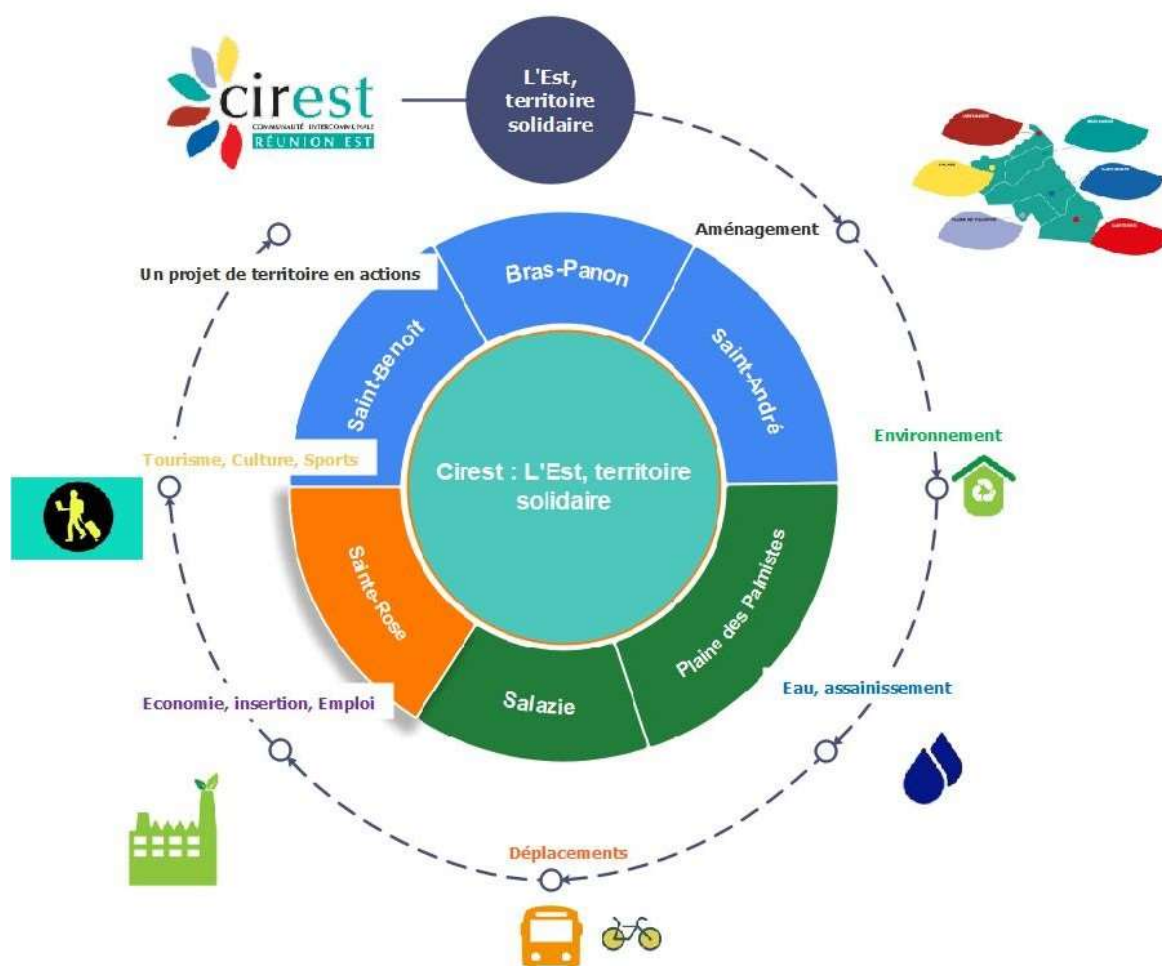 cirest
COMMUNAUTÉ INTERCOMMUNALE
RÉUNION EST
L'Est,
territoire
solidaire
Aménagement
Un projet de territoire en actions
Bras-Panon
Saint-Benoît
Saint-André
Environnement
Tourisme, Culture, Sports
Cirest : L'Est, territoire
solidaire
Sainte-Rose
Plaine des Palmistes
Eau, assainissement
Economie, insertion, Emploi
Salazie
Déplacements